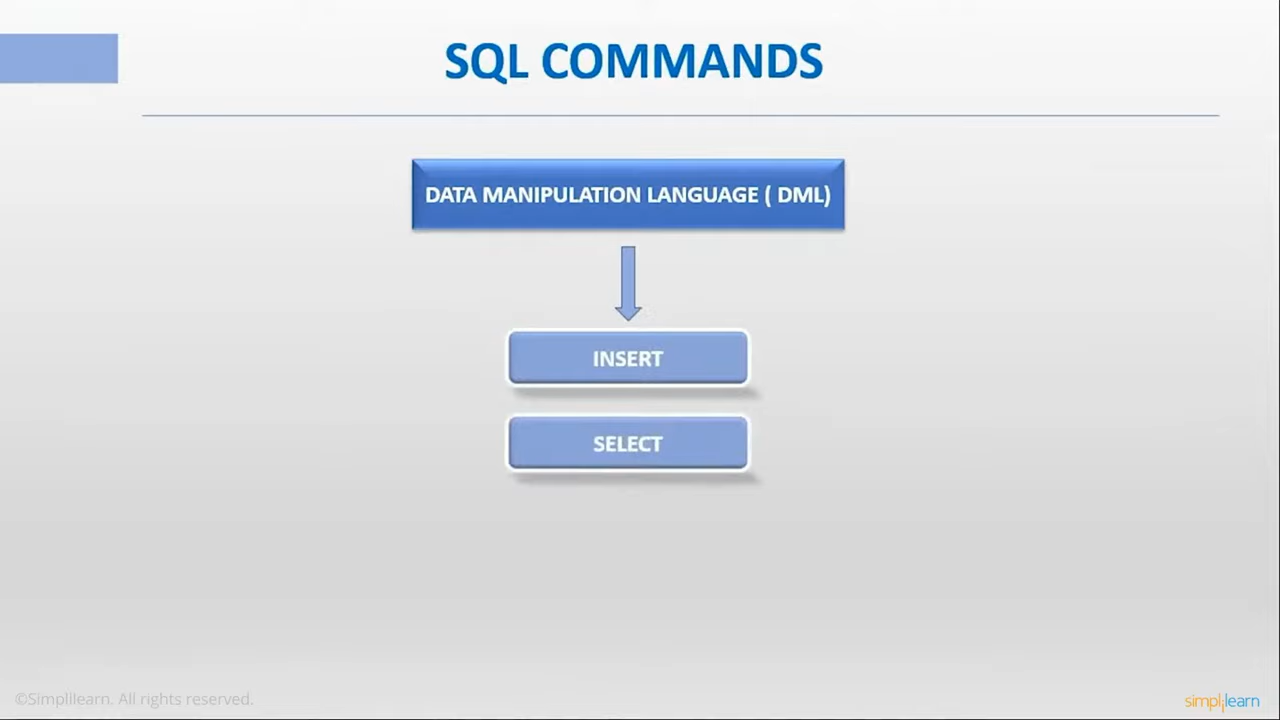 SQL COMMANDS
DATA MANIPULATION LANGUAGE ( DML)
INSERT
SELECT
©Simplilearn. All rights reserved.
simplilearn